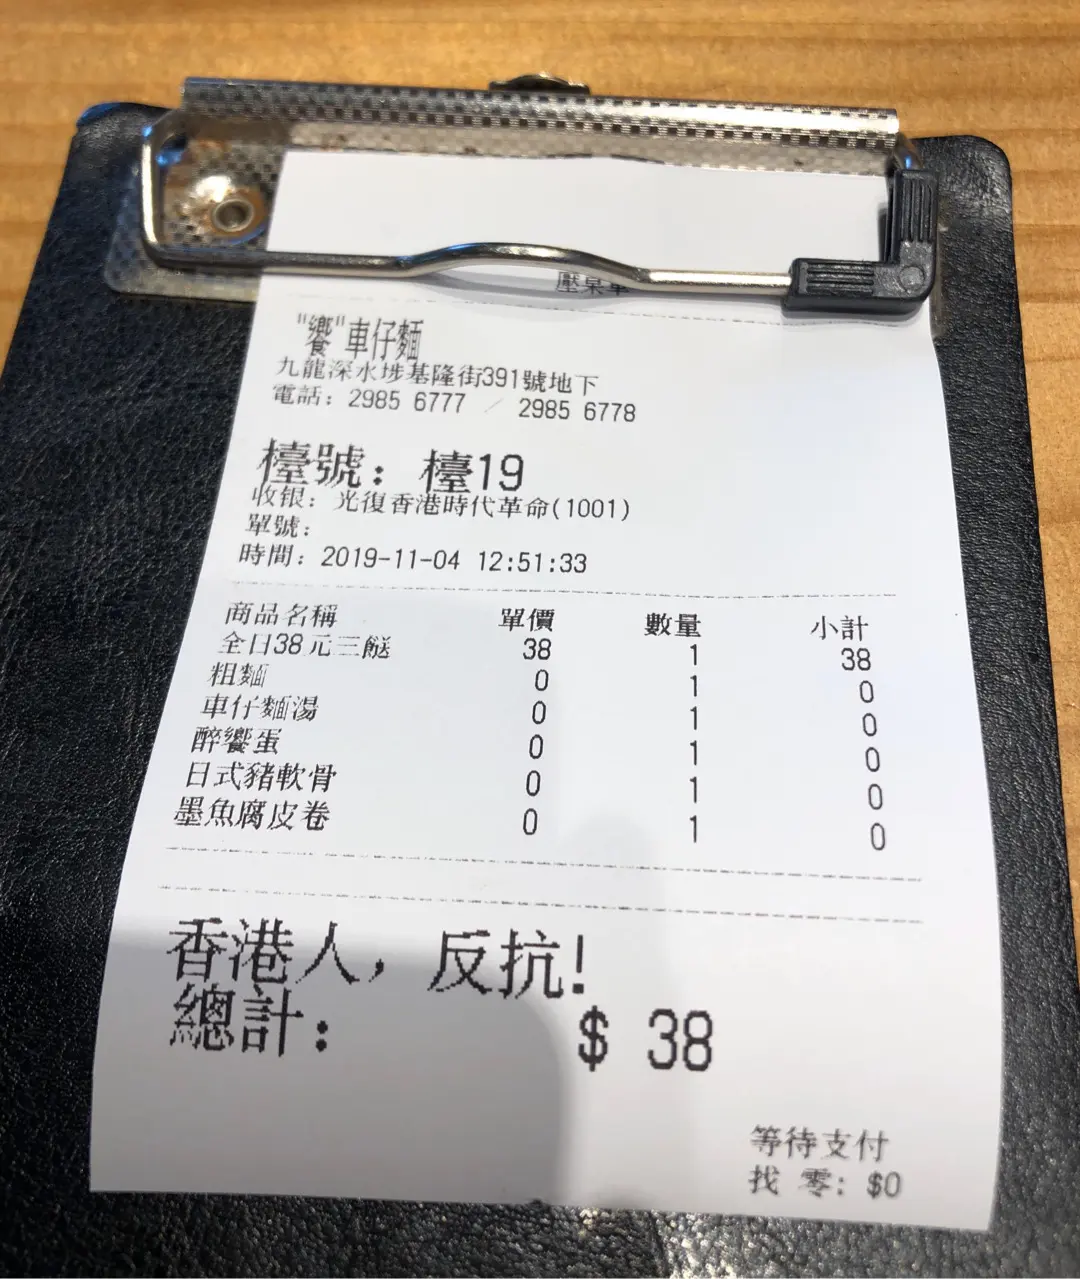 "饗"車仔麵
九龍深水埗基隆街391號地下
電話：2985 6777 / 2985 6778
檯號：檯19
收银：光復香港時代革命(1001)
單號：
時間：2019-11-04 12:51:33
商品名稱 單價 數量 小計
全日38元三餸 38 1 38
粗麵 0 1 0
車仔麵湯 0 1 0
醉饗蛋 0 1 0
日式豬軟骨 0 1 0
墨魚腐皮卷 0 1 0
香港人，反抗!
總計： $ 38
等待支付
找 零: $0